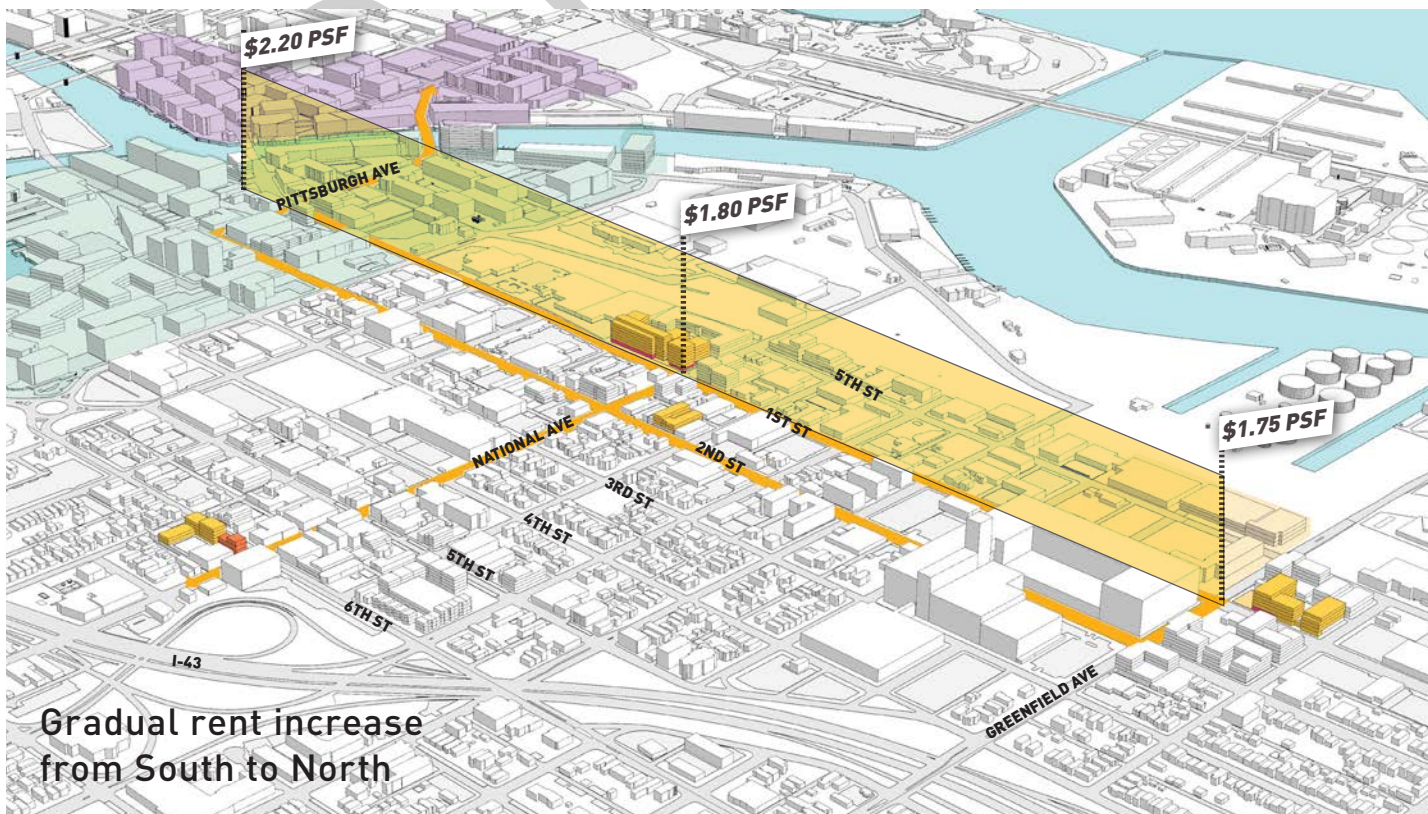 $2.20 PSF
PITTSBURGH AVE
$1.80 PSF
5TH ST
1ST ST
$1.75 PSF
NATIONAL AVE
2ND ST
3RD ST
4TH ST
5TH ST
6TH ST
I-43
GREENFIELD AVE
Gradual rent increase
from South to North